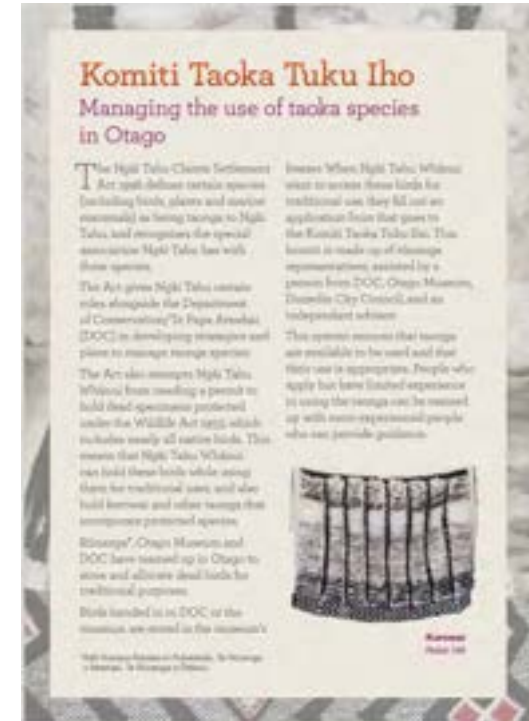 Komiti Taoka Tuku Iho
Managing the use of taoka species
in Otago
The Ngāi Tahu Claims Settlement
Act 1998 defines certain species
(including birds, plants and marine
mammals) as being taonga to Ngāi
Tahu, and recognises the special
association Ngāi Tahu has with
these species.
The Act gives Ngāi Tahu certain
roles alongside the Department
of Conservation/Te Papa Atawhai
(DOC) in developing strategies and
plans to manage taonga species.
The Act also exempts Ngāi Tahu
Whānui from needing a permit to
hold dead specimens protected
under the Wildlife Act 1953, which
includes nearly all native birds. This
means that Ngāi Tahu Whānui
can hold these birds while using
them for traditional uses, and also
hold and other taonga that
incorporate protected species.
Rūnanga*, Otago Museum and
DOC have teamed up in Otago to
store and allocate dead birds for
traditional purposes.
Birds handed in to DOC or the
museum are stored in the museum's
freezers. When Ngāi Tahu Whānui
want to access these birds for
traditional use, they fill out an
application form that goes to
the Komiti Taoka Tuku Iho. This
komiti is made up of rūnanga
representatives, assisted by a
person from DOC, Otago Museum,
Dunedin City Council, and an
independent advisor.
This system ensures that taonga
are available to be used and that
their use is appropriate. People who
apply but have limited experience
in using the taonga can be teamed
up with more experienced people
who can provide guidance.